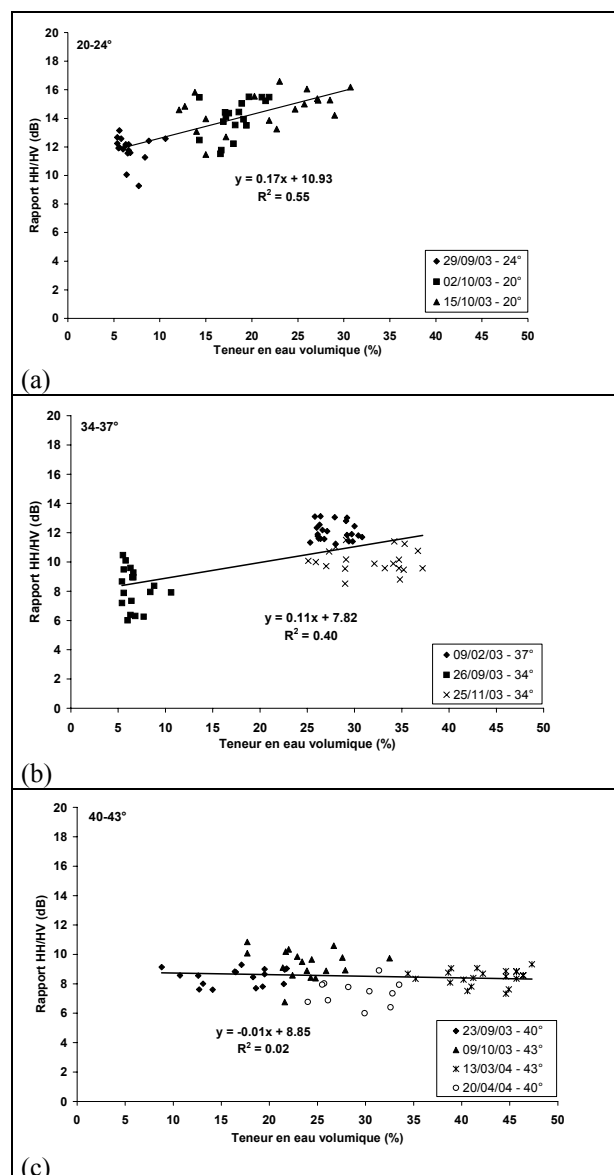 20-24°
Rapport HH/HV (dB)
20
18
16
14
12
10
8
6
4
2
0
y = 0.17x + 10.93
R² = 0.55
29/09/03 - 24°
02/10/03 - 20°
15/10/03 - 20°
0 5 10 15 20 25 30 35 40 45 50
Teneur en eau volumique (%)
(a)
34-37°
Rapport HH/HV (dB)
20
18
16
14
12
10
8
6
4
2
0
y = 0.11x + 7.82
R² = 0.40
09/02/03 - 37°
26/09/03 - 34°
25/11/03 - 34°
0 5 10 15 20 25 30 35 40 45 50
Teneur en eau volumique (%)
(b)
40-43°
Rapport HH/HV (dB)
20
18
16
14
12
10
8
6
4
2
0
y = -0.01x + 8.85
R² = 0.02
23/09/03 - 40°
09/10/03 - 43°
13/03/04 - 43°
20/04/04 - 40°
0 5 10 15 20 25 30 35 40 45 50
Teneur en eau volumique (%)
(c)